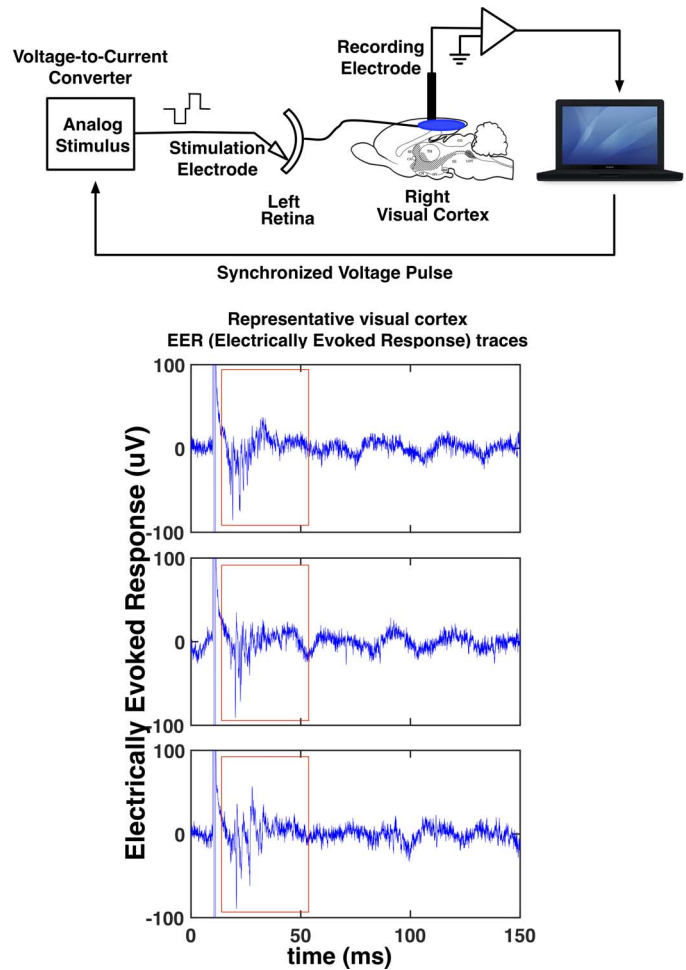 Voltage-to-Current
Converter
Recording
Electrode
Analog
Stimulus
Stimulation
Electrode
Left
Retina
Right
Visual Cortex
Synchronized Voltage Pulse
Representative visual cortex
EER (Electrically Evoked Response) traces
Electrically Evoked Response (uV)
100
0
-100
100
0
-100
100
0
-100
0
50
100
150
time (ms)